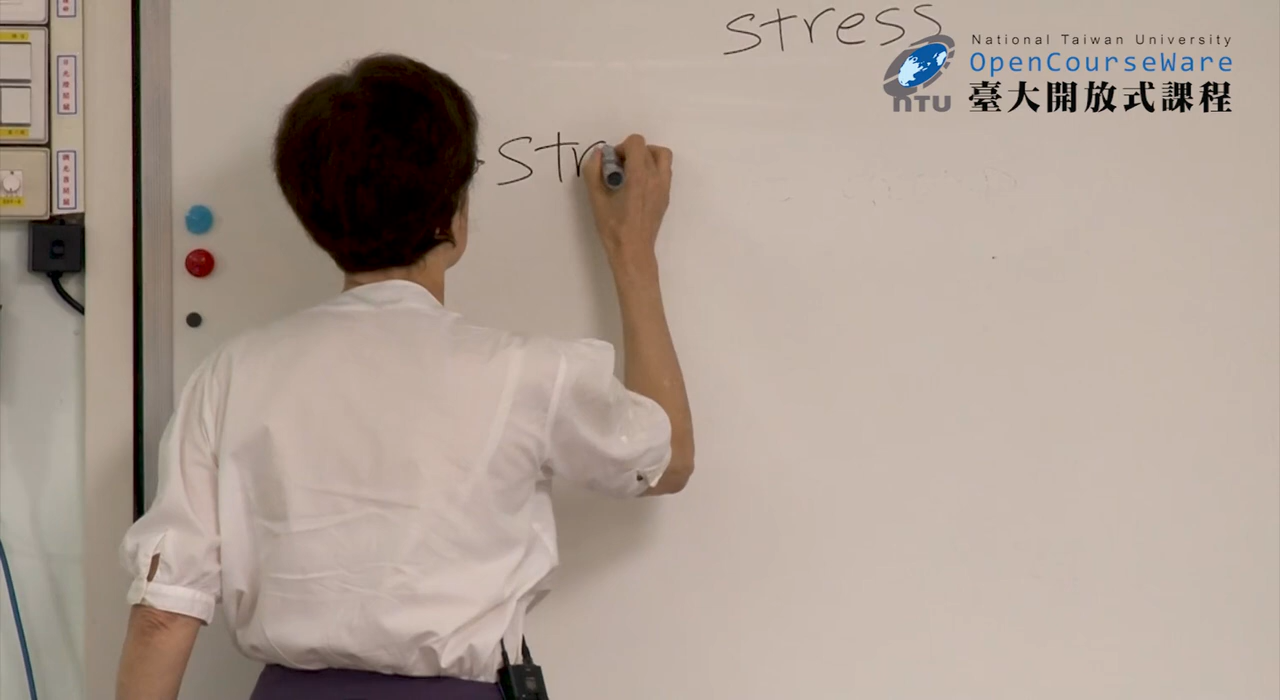 stress
National Taiwan University
OpenCourseWare
NTU
臺大開放式課程
str